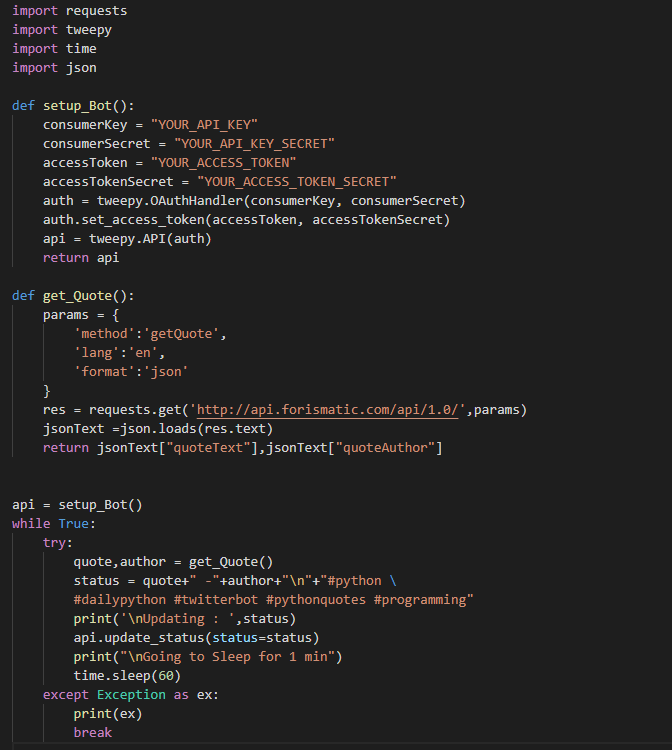 import requests
import tweepy
import time
import json

def setup_Bot():
    consumerKey = "YOUR_API_KEY"
    consumerSecret = "YOUR_API_KEY_SECRET"
    accessToken = "YOUR_ACCESS_TOKEN"
    accessTokenSecret = "YOUR_ACCESS_TOKEN_SECRET"
    auth = tweepy.OAuthHandler(consumerKey, consumerSecret)
    auth.set_access_token(accessToken, accessTokenSecret)
    api = tweepy.API(auth)
    return api

def get_Quote():
    params = {
        'method':'getQuote',
        'lang':'en',
        'format':'json'
    }
    res = requests.get('http://api.forismatic.com/api/1.0/',params)
    jsonText =json.loads(res.text)
    return jsonText["quoteText"],jsonText["quoteAuthor"]


api = setup_Bot()
while True:
    try:
        quote,author = get_Quote()
        status = quote+" -"+author+"\n"+"#python \
        #dailypython #twitterbot #pythonquotes #programming"
        print('\nUpdating : ',status)
        api.update_status(status=status)
        print("\nGoing to Sleep for 1 min")
        time.sleep(60)
    except Exception as ex:
        print(ex)
        break